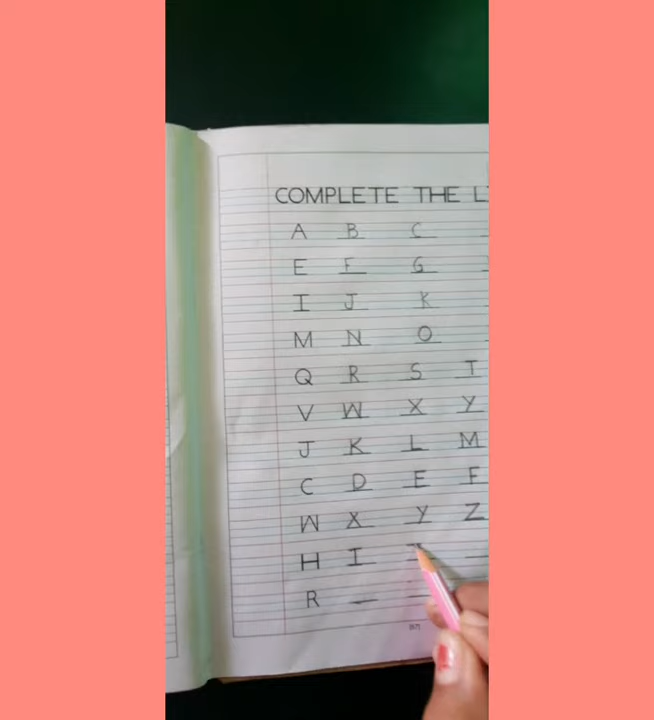 COMPLETE THE L
A B C
E F G
I J K
M N O
Q R S T
V W X Y
J K L M
C D E F
W X Y Z
H I
R